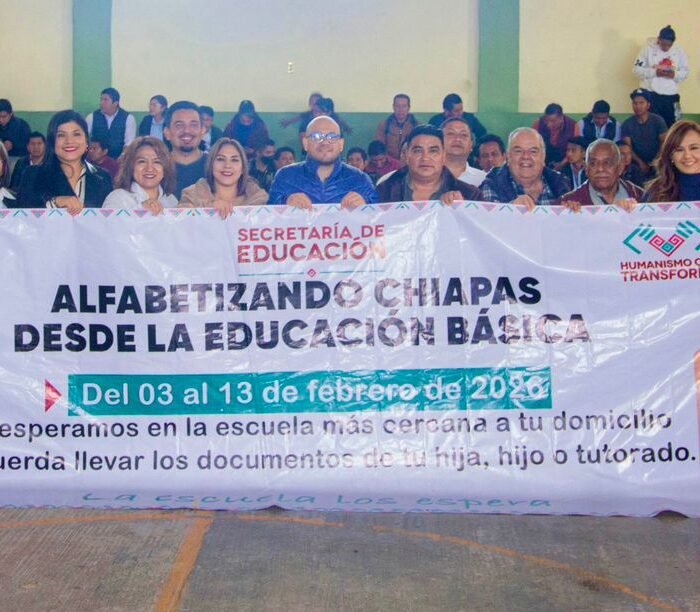 SECRETARÍA DE
EDUCACIÓN
HUMANISMO Q
TRANSFOR
ALFABETIZANDO CHIAPAS
DESDE LA EDUCACIÓN BÁSICA
Del 03 al 13 de febrero de 2026
esperamos en la escuela más cercana a tu domicilio
uerda llevar los documentos de tu hija, hijo o tutorado.
La escuela los espera